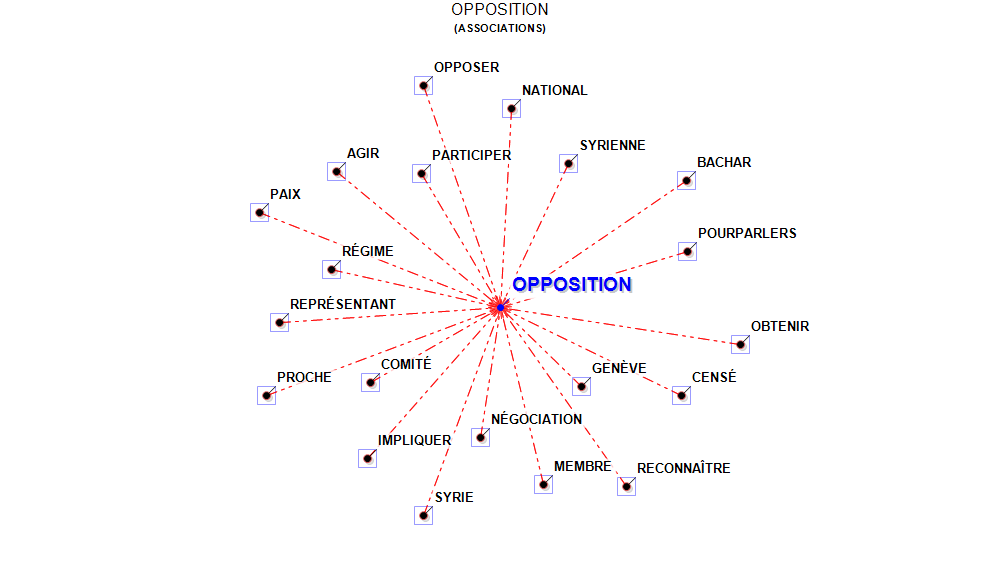 OPPOSITION
(ASSOCIATIONS)
OPPOSER
NATIONAL
SYRIENNE
AGIR
PARTICIPER
BACHAR
PAIX
POURPARLERS
RÉGIME
OPPOSITION
REPRÉSENTANT
OBTENIR
COMITÉ
GENÈVE
PROCHE
CENSÉ
NÉGOCIATION
IMPLIQUER
MEMBRE
RECONNAÎTRE
SYRIE